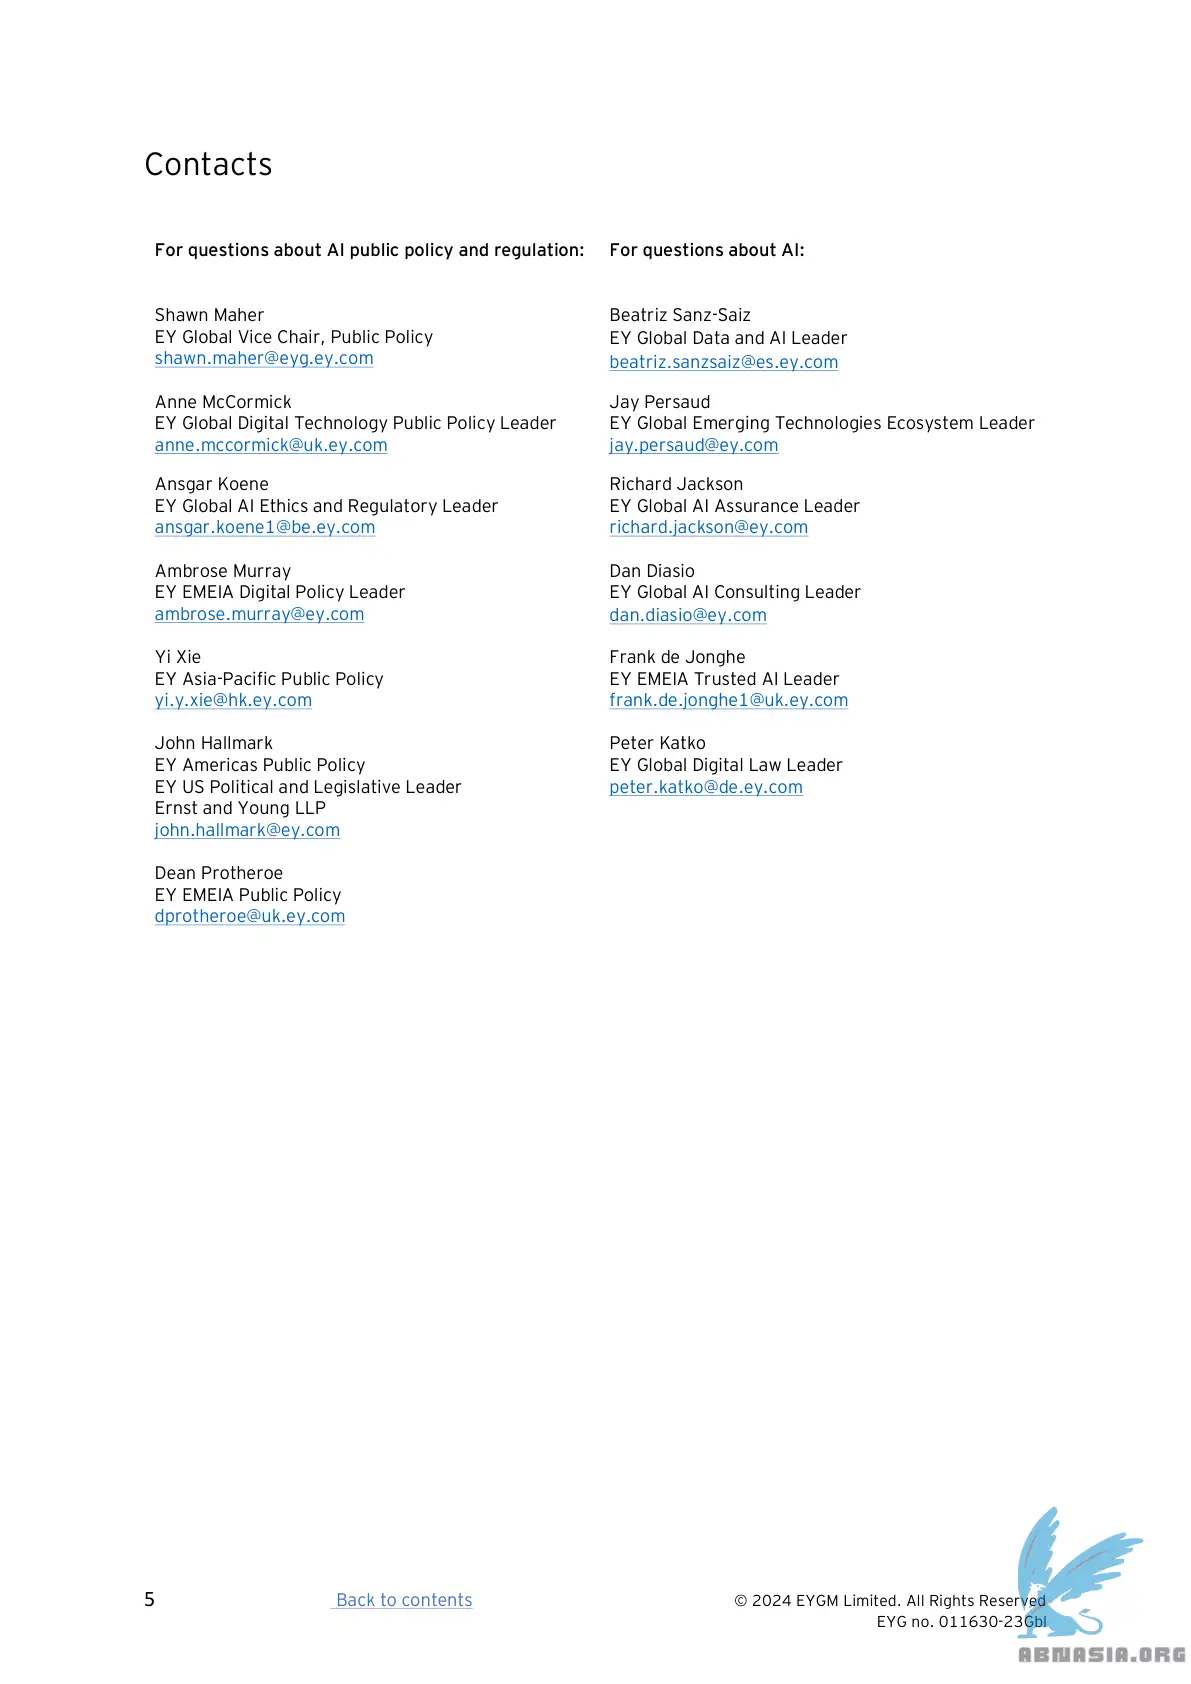 Contacts
For questions about AI public policy and regulation:
Shawn Maher
EY Global Vice Chair, Public Policy
shawn.maher@eyg.ey.com
Anne McCormick
EY Global Digital Technology Public Policy Leader
anne.mccormick@uk.ey.com
Ansgar Koene
EY Global AI Ethics and Regulatory Leader
ansgar.koene1@be.ey.com
Ambrose Murray
EY EMEIA Digital Policy Leader
ambrose.murray@ey.com
Yi Xie
EY Asia-Pacific Public Policy
yi.y.xie@hk.ey.com
John Hallmark
EY Americas Public Policy
EY US Political and Legislative Leader
Ernst and Young LLP
john.hallmark@ey.com
Dean Protheroe
EY EMEIA Public Policy
dprotheroe@uk.ey.com
For questions about AI:
Beatriz Sanz-Saiz
EY Global Data and AI Leader
beatriz.sanzsaiz@es.ey.com
Jay Persaud
EY Global Emerging Technologies Ecosystem Leader
jay.persaud@ey.com
Richard Jackson
EY Global AI Assurance Leader
richard.jackson@ey.com
Dan Diasio
EY Global AI Consulting Leader
dan.diasio@ey.com
Frank de Jonghe
EY EMEIA Trusted AI Leader
frank.de.jonghe1@uk.ey.com
Peter Katko
EY Global Digital Law Leader
peter.katko@de.ey.com
5
Back to contents
© 2024 EYGM Limited. All Rights Reserved
EYG no. 011630-23Gbl
ABNASIA.ORG